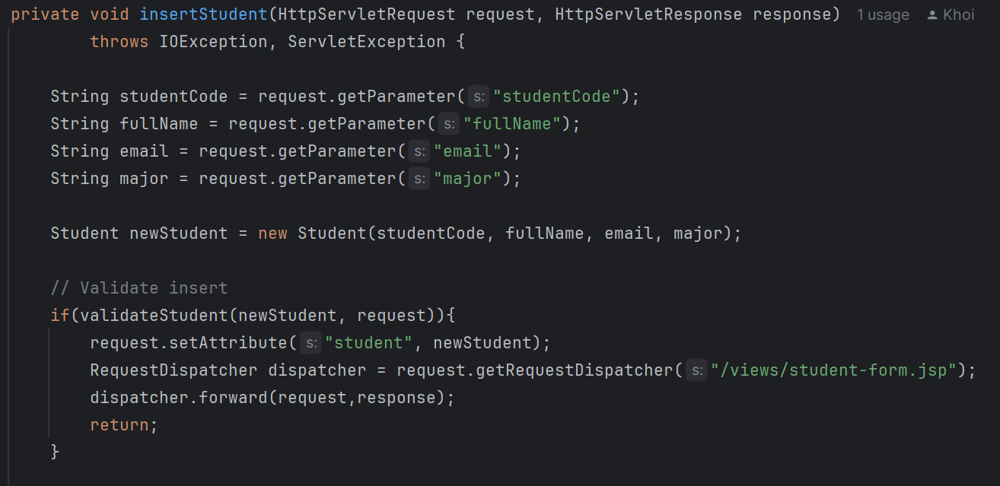 private void insertStudent(HttpServletRequest request, HttpServletResponse response) 1 usage Khoi
throws IOException, ServletException {
String studentCode = request.getParameter( s: "studentCode");
String fullName = request.getParameter( s: "fullName");
String email = request.getParameter( s: "email");
String major = request.getParameter( s: "major");
Student newStudent = new Student(studentCode, fullName, email, major);
// Validate insert
if(validateStudent(newStudent, request)){
request.setAttribute( s: "student", newStudent);
RequestDispatcher dispatcher = request.getRequestDispatcher( s: "/views/student-form.jsp");
dispatcher.forward(request,response);
return;
}